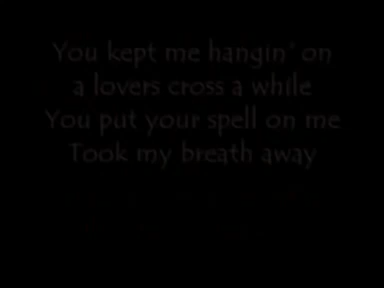 You kept me hangin' on
a lovers cross a while
You put your spell on me
Took my breath away